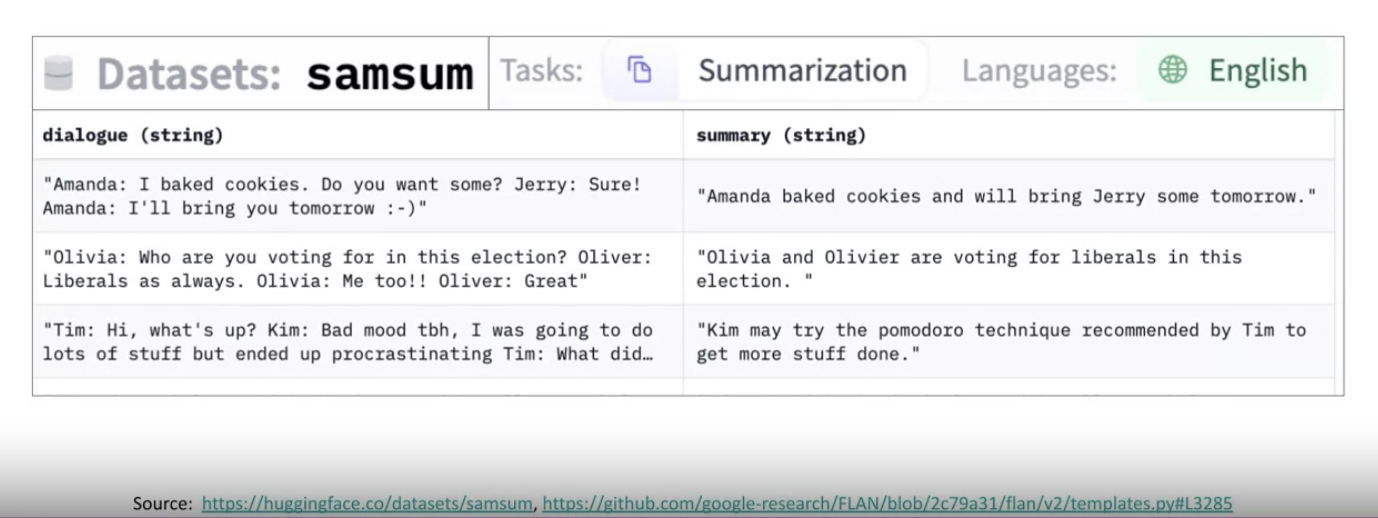 Datasets: samsum Tasks: Summarization Languages: English
dialogue (string) summary (string)
"Amanda: I baked cookies. Do you want some? Jerry: Sure!
Amanda: I'll bring you tomorrow :-)"
"Amanda baked cookies and will bring Jerry some tomorrow."
"Olivia: Who are you voting for in this election? Oliver:
Liberals as always. Olivia: Me too!! Oliver: Great"
"Olivia and Olivier are voting for liberals in this
election. "
"Tim: Hi, what's up? Kim: Bad mood tbh, I was going to do
lots of stuff but ended up procrastinating Tim: What did…
"Kim may try the pomodoro technique recommended by Tim to
get more stuff done."
Source: https://huggingface.co/datasets/samsum, https://github.com/google-research/FLAN/blob/2c79a31/flan/v2/templates.py#L3285